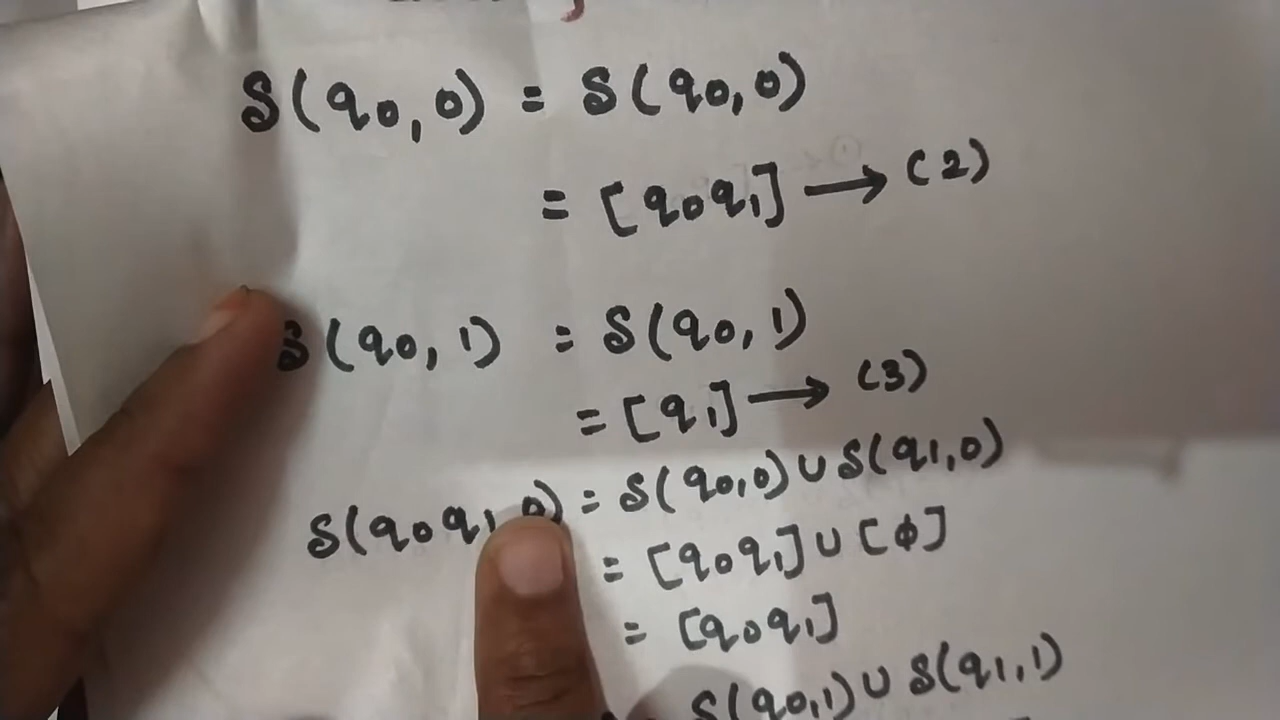 δ(q0,0) = δ(q0,0)
= [q0q1] → (2)
δ(q0,1) = δ(q0,1)
= [q1] → (3)
δ(q0q1,0) = δ(q0,0) ∪ δ(q1,0)
= [q0q1] ∪ [ϕ]
= [q0q1]
δ(q0,1) ∪ δ(q1,1)